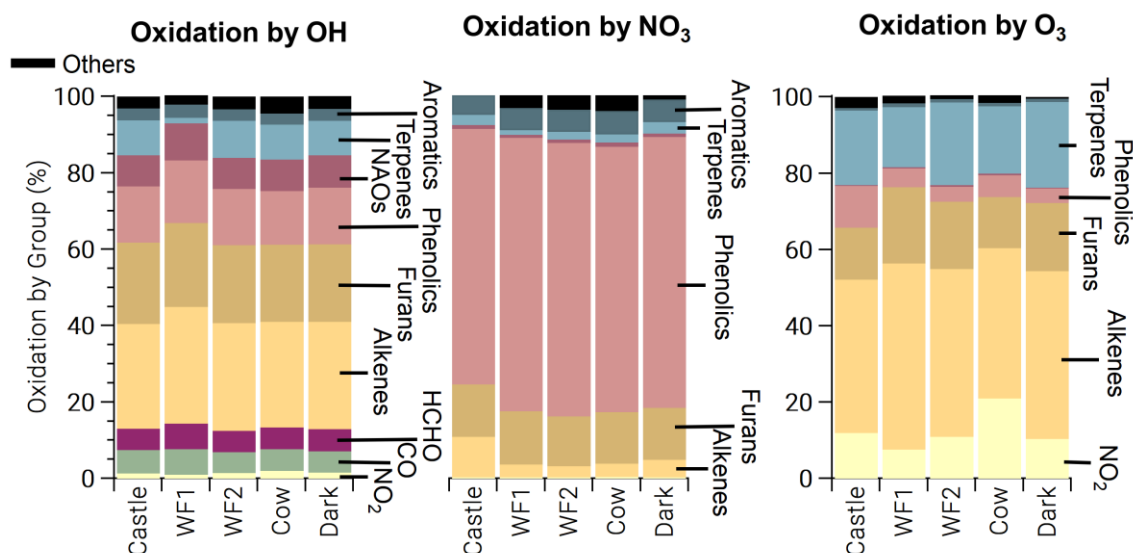 Oxidation by OH
Others
Oxidation by Group (%)
100
80
60
40
20
0
Aromatics
Terpenes
NAOs
Phenolics
Furans
Alkenes
HCHO
CO
NO₂
Castle
WF1
WF2
Cow
Dark
Oxidation by NO₃
Aromatics
Terpenes
Phenolics
Furans
Alkenes
Castle
WF1
WF2
Cow
Dark
Oxidation by O₃
100
80
60
40
20
0
Terpenes
Phenolics
Furans
Alkenes
NO₂
Castle
WF1
WF2
Cow
Dark